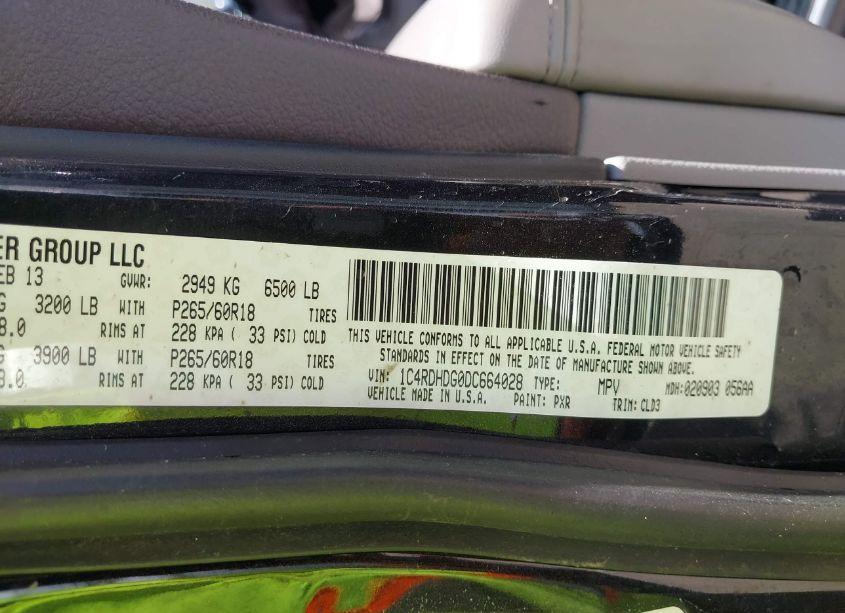 ER GROUP LLC
EB 13 GVWR: 2949 KG 6500 LB
G 3200 LB WITH P265/60R18 TIRES
8.0 RIMS AT 228 KPA ( 33 PSI) COLD
G 3900 LB WITH P265/60R18 TIRES
8.0 RIMS AT 228 KPA ( 33 PSI) COLD
THIS VEHICLE CONFORMS TO ALL APPLICABLE U.S.A. FEDERAL MOTOR VEHICLE SAFETY
STANDARDS IN EFFECT ON THE DATE OF MANUFACTURE SHOWN ABOVE.
VIN: 1C4RDHDG0DC664028 TYPE: MPV MDH:020903 056AA
VEHICLE MADE IN U.S.A. PAINT: PXR TRIM: CLD3